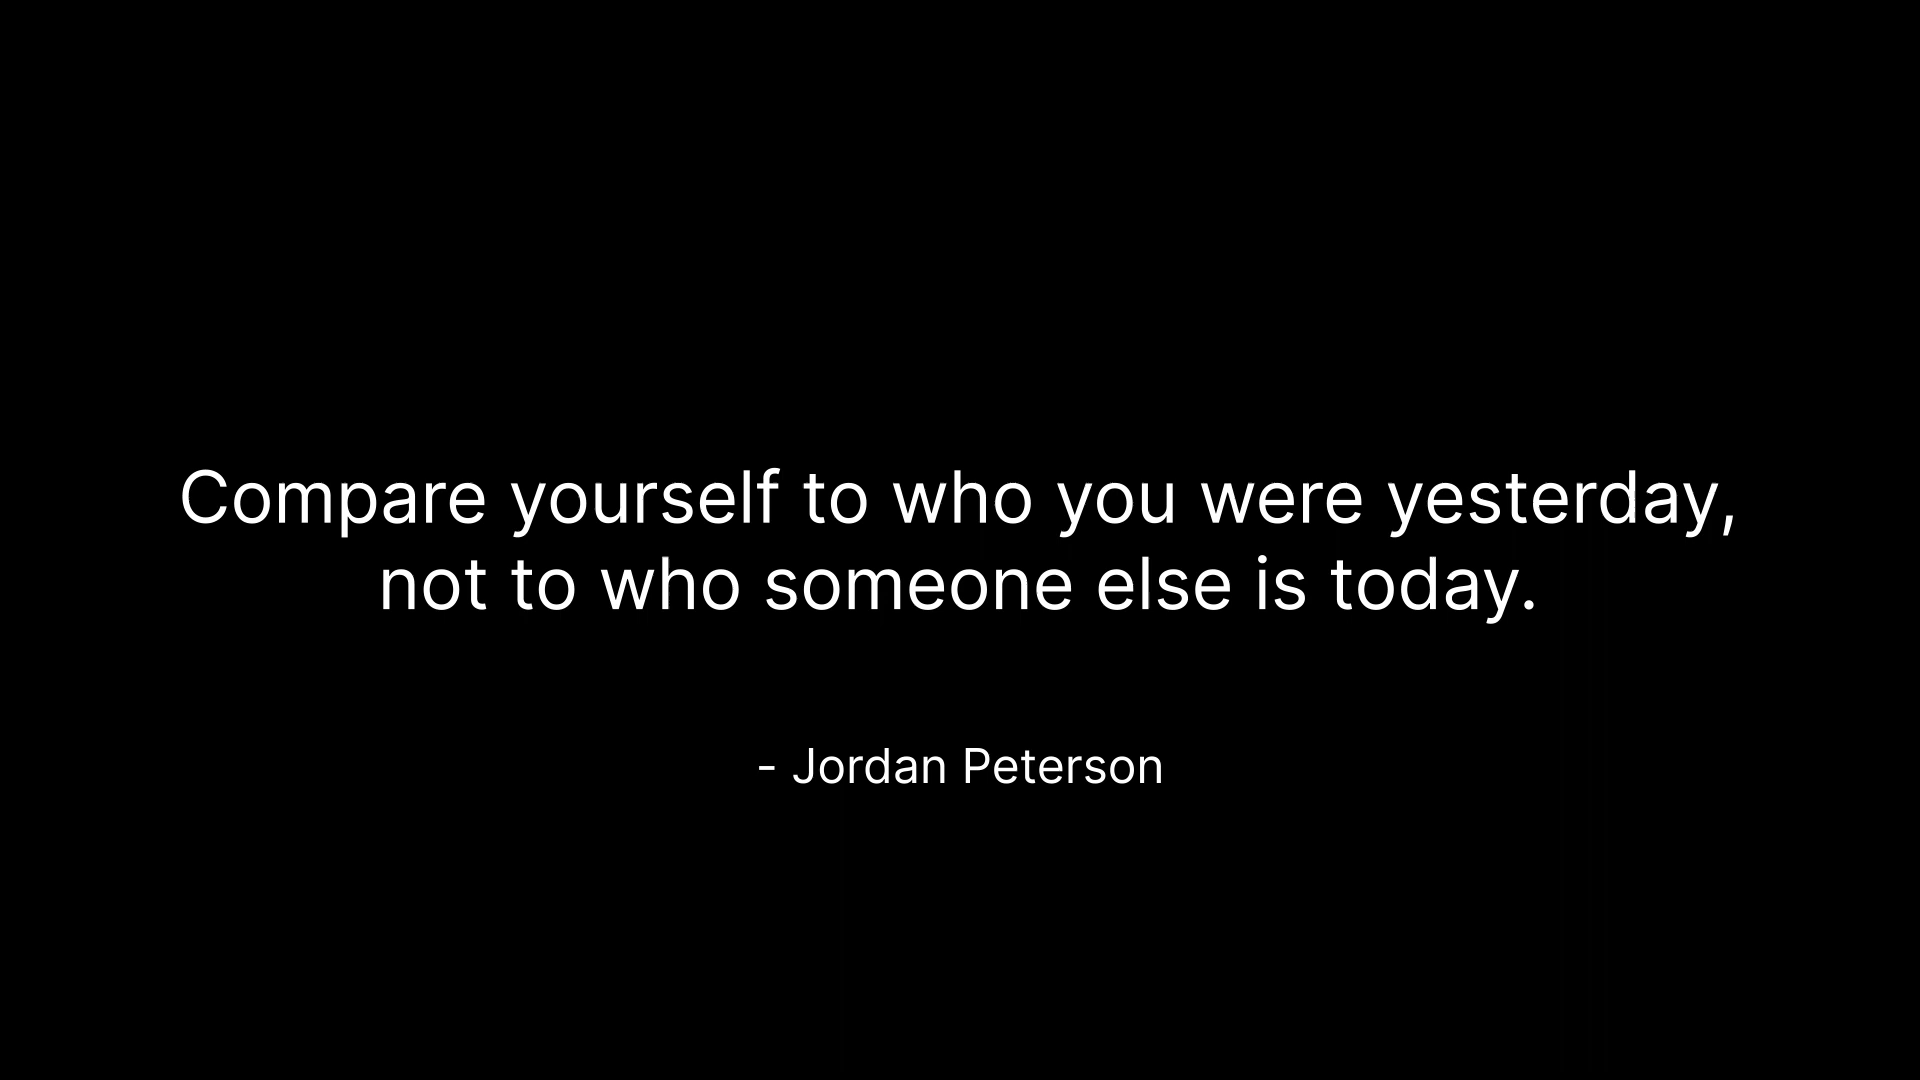 Compare yourself to who you were yesterday,
not to who someone else is today.
- Jordan Peterson